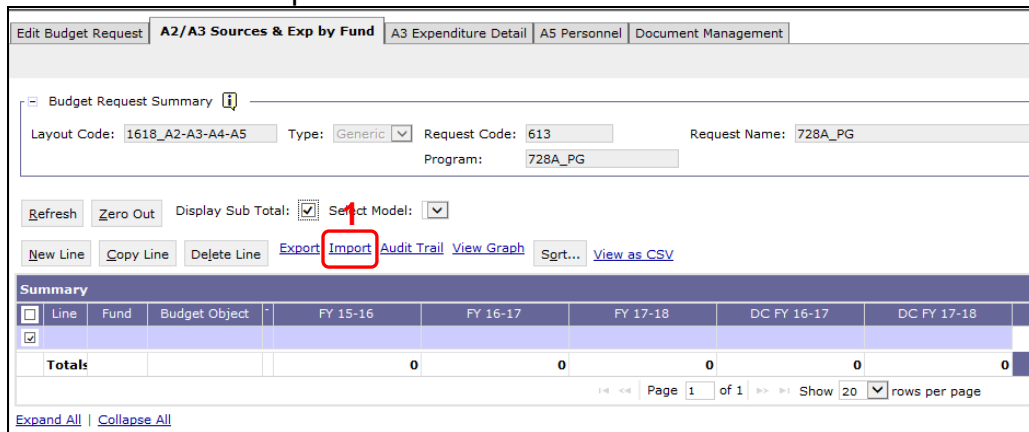 Edit Budget Request A2/A3 Sources & Exp by Fund A3 Expenditure Detail A5 Personnel Document Management
Budget Request Summary
Layout Code: 1618_A2-A3-A4-A5 Type: Generic Request Code: 613 Request Name: 728A_PG
Program: 728A_PG
Refresh Zero Out Display Sub Total: Select Model:
1
New Line Copy Line Delete Line Export Import Audit Trail View Graph Sort... View as CSV
Summary
Line Fund Budget Object - FY 15-16 FY 16-17 FY 17-18 DC FY 16-17 DC FY 17-18
Totals 0 0 0 0 0
Page 1 of 1 Show 20 rows per page
Expand All | Collapse All